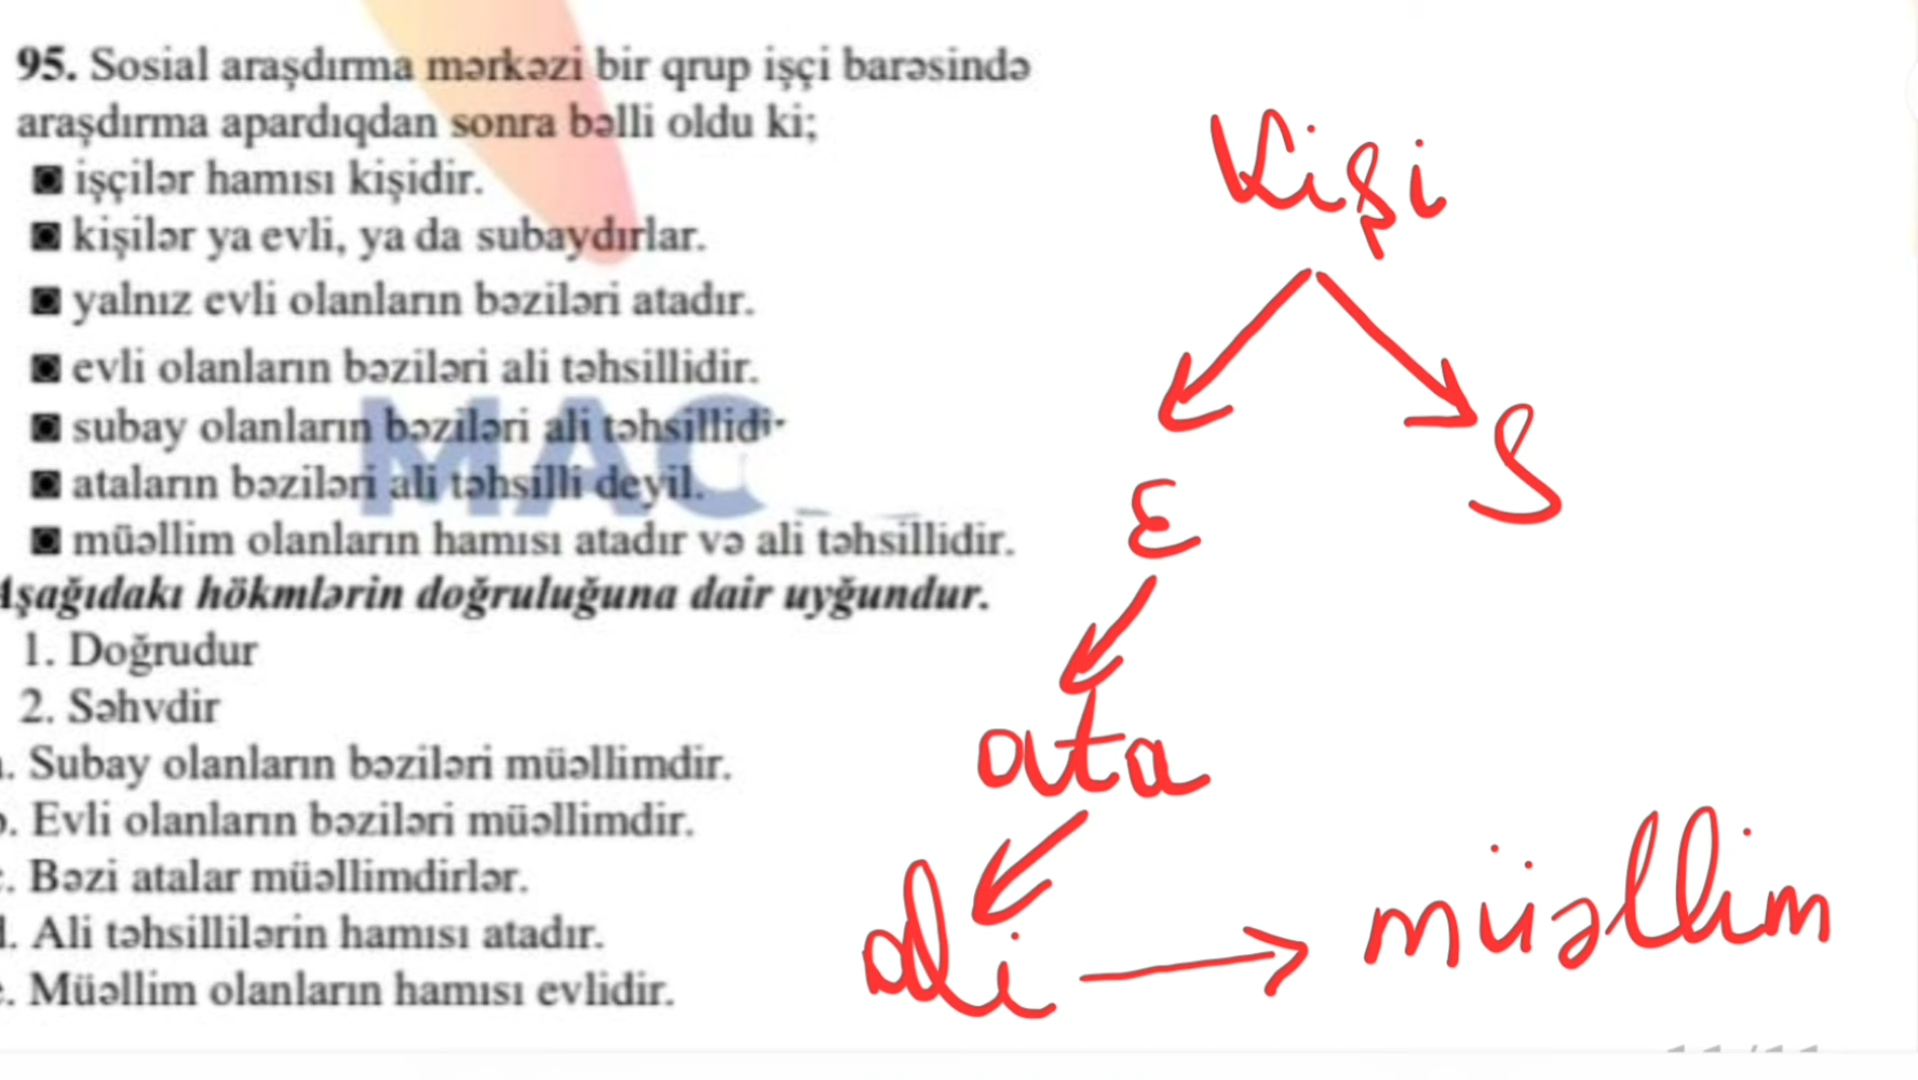 95. Sosial araşdırma mərkəzi bir qrup işçi barəsində
araşdırma apardıqdan sonra bəlli oldu ki;
◙ işçilər hamısı kişidir.
◙ kişilər ya evli, ya da subaydırlar.
◙ yalnız evli olanların bəziləri atadır.
◙ evli olanların bəziləri ali təhsillidir.
◙ subay olanların bəziləri ali təhsillidir
◙ ataların bəziləri ali təhsilli deyil.
◙ müəllim olanların hamısı atadır və ali təhsillidir.
Aşağıdakı hökmlərin doğruluğuna dair uyğundur.
1. Doğrudur
2. Səhvdir
. Subay olanların bəziləri müəllimdir.
. Evli olanların bəziləri müəllimdir.
. Bəzi atalar müəllimdirlər.
. Ali təhsillilərin hamısı atadır.
. Müəllim olanların hamısı evlidir.
MAC
Kişi
E
S
ata
ali
müəllim